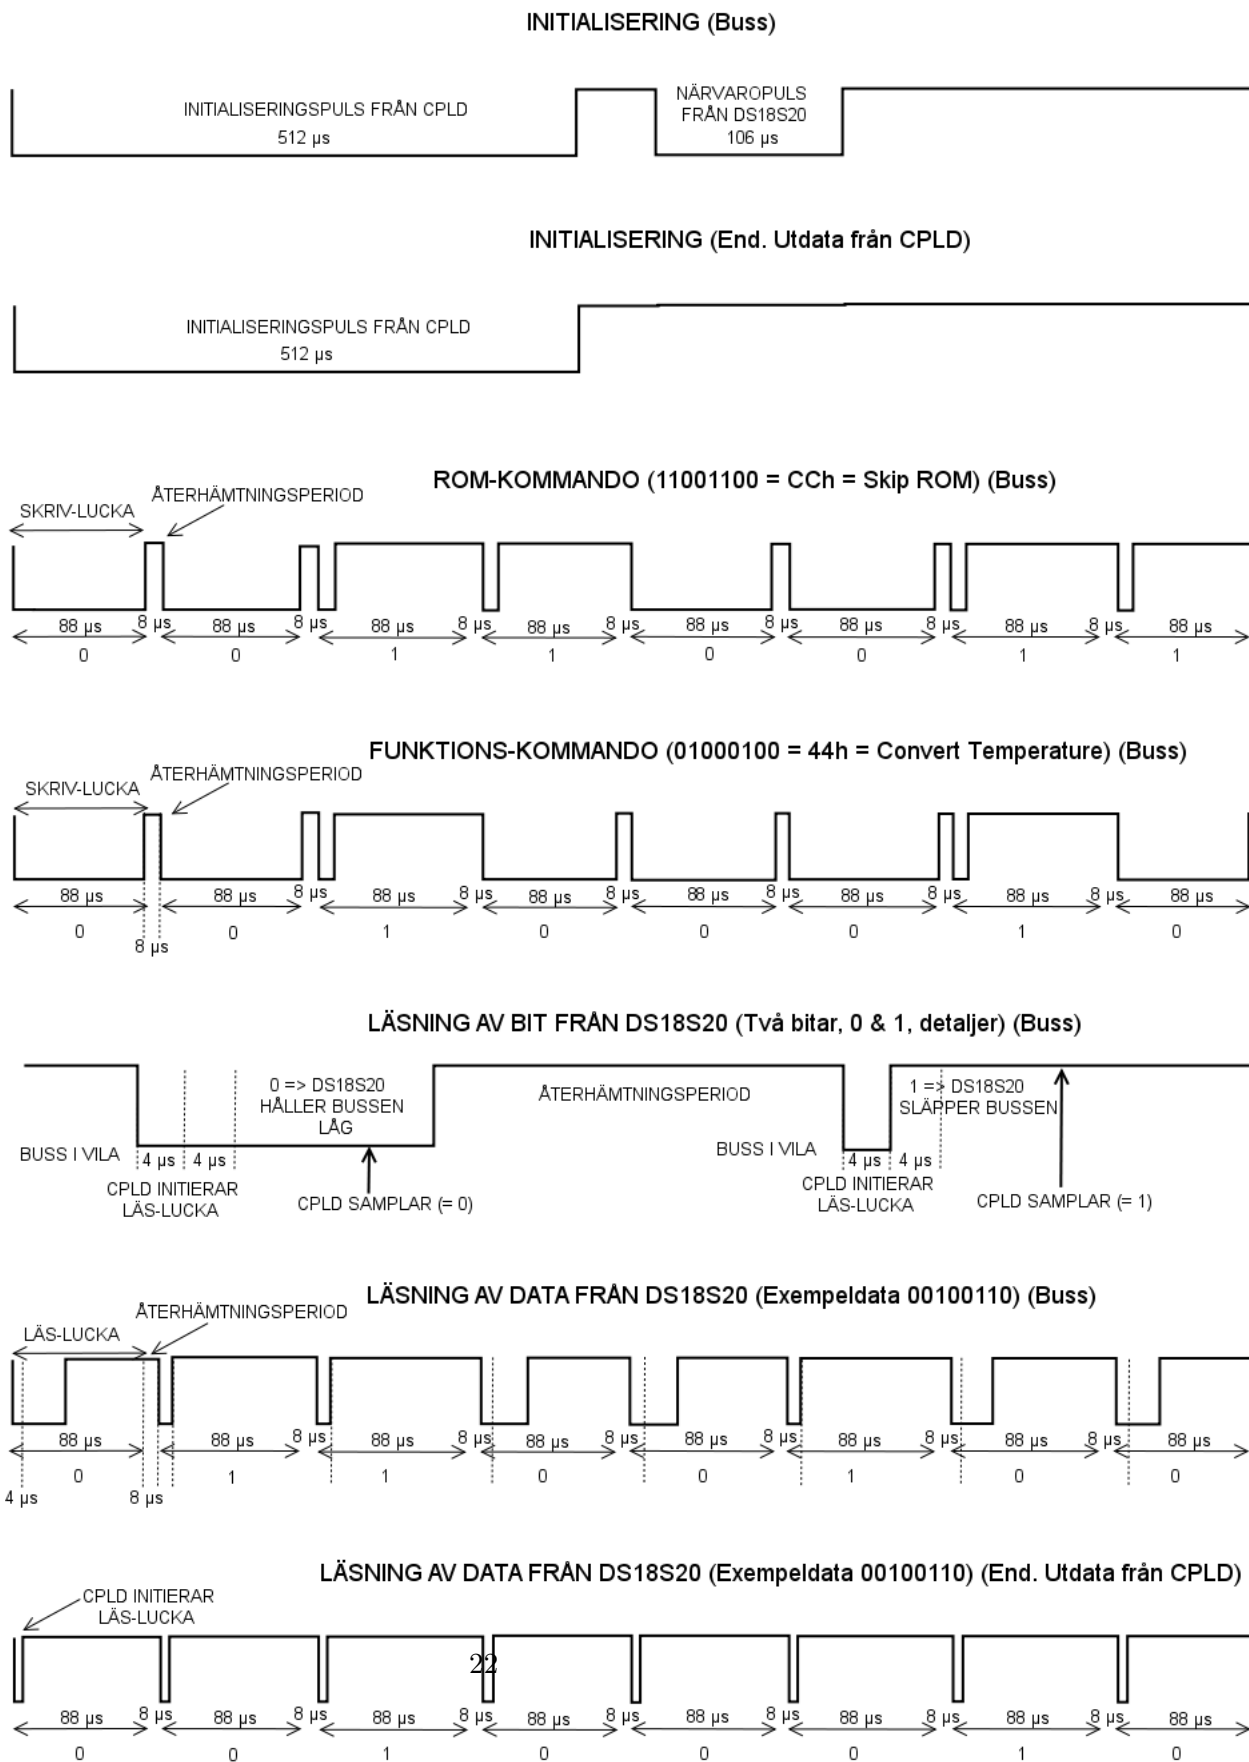 INITIALISERING (Buss)
INITIALISERINGSPULS FRÅN CPLD
512 µs
NÄRVAROPULS
FRÅN DS18S20
106 µs
INITIALISERING (End. Utdata från CPLD)
INITIALISERINGSPULS FRÅN CPLD
512 µs
ROM-KOMMANDO (11001100 = CCh = Skip ROM) (Buss)
SKRIV-LUCKA
ÅTERHÄMTNINGSPERIOD
88 µs 8 µs 88 µs 8 µs 88 µs 8 µs 88 µs 8 µs 88 µs 8 µs 88 µs 8 µs 88 µs 8 µs 88 µs
0 0 1 1 0 0 1 1
FUNKTIONS-KOMMANDO (01000100 = 44h = Convert Temperature) (Buss)
SKRIV-LUCKA
ÅTERHÄMTNINGSPERIOD
88 µs 88 µs 8 µs 88 µs 8 µs 88 µs 8 µs 88 µs 8 µs 88 µs 8 µs 88 µs 8 µs 88 µs
0 0 1 0 0 0 1 0
8 µs
LÄSNING AV BIT FRÅN DS18S20 (Två bitar, 0 & 1, detaljer) (Buss)
0 => DS18S20
HÅLLER BUSSEN
LÅG
ÅTERHÄMTNINGSPERIOD
1 => DS18S20
SLÄPPER BUSSEN
BUSS I VILA
4 µs 4 µs
BUSS I VILA
4 µs 4 µs
CPLD INITIERAR
LÄS-LUCKA
CPLD SAMPLAR (= 0)
CPLD INITIERAR
LÄS-LUCKA
CPLD SAMPLAR (= 1)
LÄSNING AV DATA FRÅN DS18S20 (Exempeldata 00100110) (Buss)
LÄS-LUCKA
ÅTERHÄMTNINGSPERIOD
88 µs 88 µs 8 µs 88 µs 8 µs 88 µs 8 µs 88 µs 8 µs 88 µs 8 µs 88 µs 8 µs 88 µs
0 1 1 0 0 1 0 0
4 µs 8 µs
LÄSNING AV DATA FRÅN DS18S20 (Exempeldata 00100110) (End. Utdata från CPLD)
CPLD INITIERAR
LÄS-LUCKA
22
88 µs 8 µs 88 µs 8 µs 88 µs 8 µs 88 µs 8 µs 88 µs 8 µs 88 µs 8 µs 88 µs 8 µs 88 µs
0 0 1 0 0 0 1 0